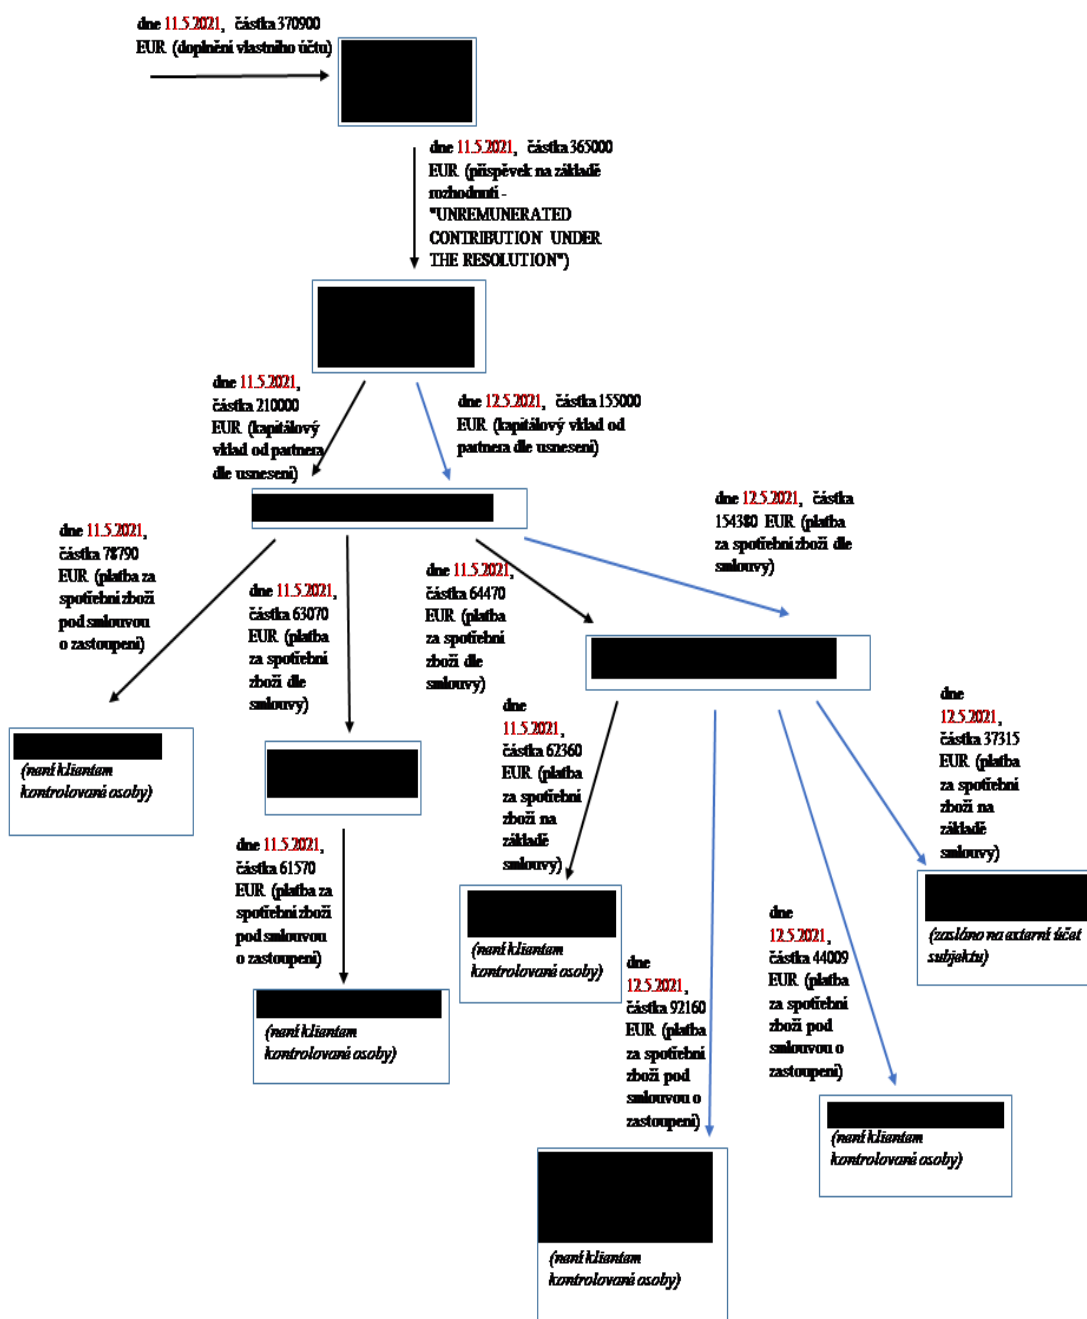 dne 11.5.2021, částka 370900
EUR (doplnění vlastního účtu)
dne 11.5.2021, částka 365000
EUR (příspěvek na základě
rozhodnutí -
"UNREMUNERATED
CONTRIBUTION UNDER
THE RESOLUTION")
dne 11.5.2021,
částka 210000
EUR (kapitálový
vklad od partnera
dle usnesení)
dne 12.5.2021, částka 155000
EUR (kapitálový vklad od
partnera dle usnesení)
dne 12.5.2021, částka
154380 EUR (platba
za spotřební zboží dle
smlouvy)
dne 11.5.2021,
částka 78790
EUR (platba za
spotřební zboží
pod smlouvou
o zastoupení)
dne 11.5.2021,
částka 63070
EUR (platba
za spotřební
zboží dle
smlouvy)
dne 11.5.2021,
částka 64470
EUR (platba
za spotřební
zboží dle
smlouvy)
dne
11.5.2021,
částka 62360
EUR (platba
za spotřební
zboží na
základě
smlouvy)
dne
12.5.2021,
částka 37315
EUR (platba
za spotřební
zboží na
základě
smlouvy)
(není klientem
kontrolované osoby)
dne 11.5.2021,
částka 61570
EUR (platba za
spotřební zboží
pod smlouvou
o zastoupení)
(není klientem
kontrolované osoby)
(není klientem
kontrolované osoby)
dne
12.5.2021,
částka 92160
EUR (platba
za spotřební
zboží pod
smlouvou o
zastoupení)
dne
12.5.2021,
částka 44009
EUR (platba
za spotřební
zboží pod
smlouvou o
zastoupení)
(zasláno na externí účet
subjektu)
(není klientem
kontrolované osoby)
(není klientem
kontrolované osoby)